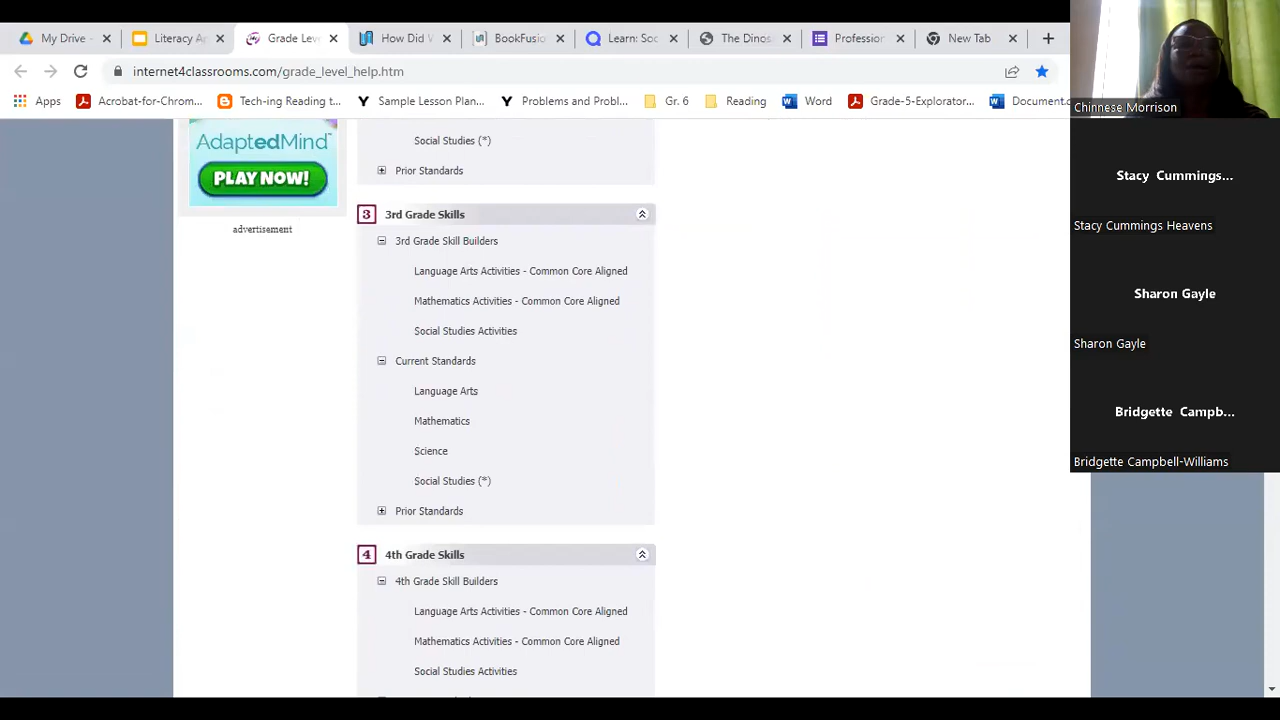 My Drive -
Literacy Ap
Grade Leve
How Did W
BookFusio
Learn: Soc
The Dinos
Profession
New Tab
internet4classrooms.com/grade_level_help.htm
Apps
Acrobat-for-Chrom...
Tech-ing Reading t...
Sample Lesson Plan...
Problems and Probl...
Gr. 6
Reading
Word
Grade-5-Explorator...
Document.d
AdaptedMind™
PLAY NOW!
advertisement
Social Studies (*)
Prior Standards
3 3rd Grade Skills
3rd Grade Skill Builders
Language Arts Activities - Common Core Aligned
Mathematics Activities - Common Core Aligned
Social Studies Activities
Current Standards
Language Arts
Mathematics
Science
Social Studies (*)
Prior Standards
4 4th Grade Skills
4th Grade Skill Builders
Language Arts Activities - Common Core Aligned
Mathematics Activities - Common Core Aligned
Social Studies Activities
Chinnese Morrison
Stacy Cummings...
Stacy Cummings Heavens
Sharon Gayle
Sharon Gayle
Bridgette Campb...
Bridgette Campbell-Williams